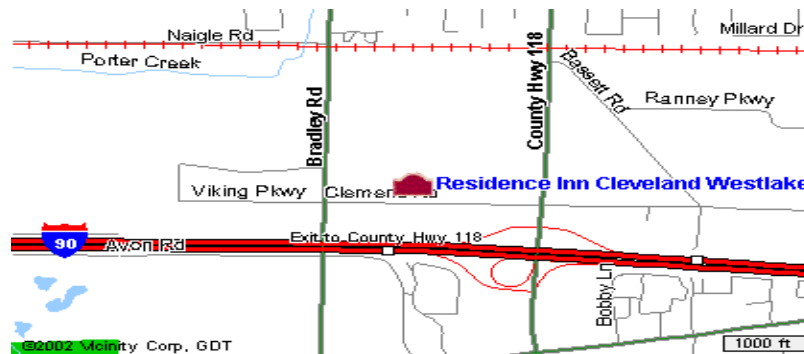 Naigle Rd
Millard Dr
Porter Creek
Bradley Rd
County Hwy 118
Bassett Rd
Ranney Pkwy
Residence Inn Cleveland Westlake
Viking Pkwy
90
Avon Rd
Exit to County Hwy 118
Bobby Ln
©2002 Vicinity Corp, GDT
1000 ft